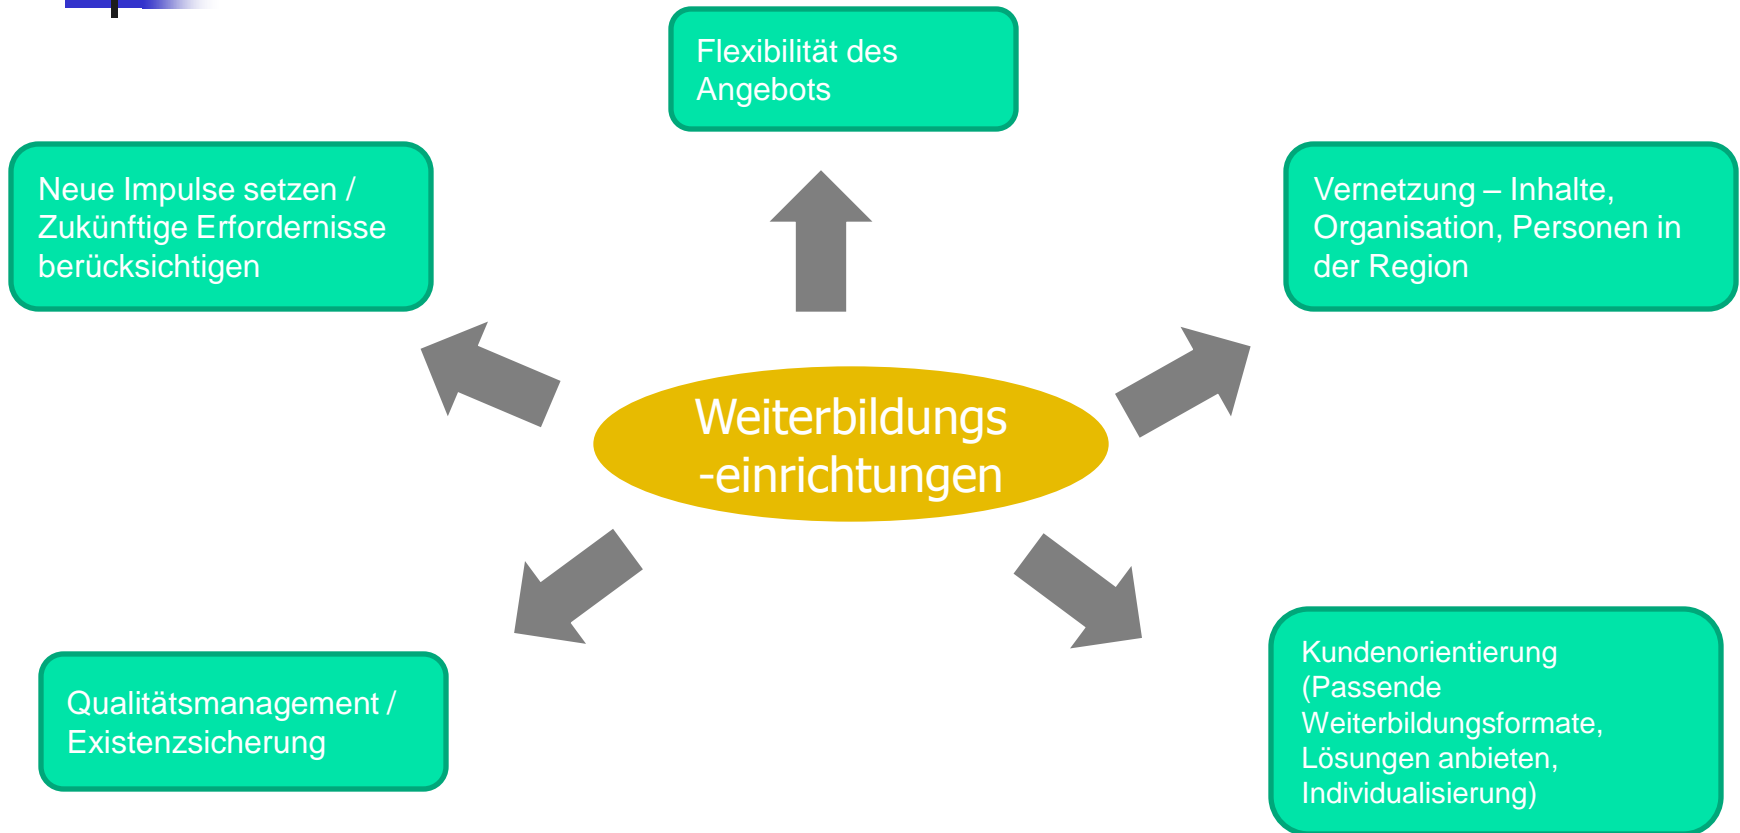 Flexibilität des
Angebots
Neue Impulse setzen /
Zukünftige Erfordernisse
berücksichtigen
Vernetzung – Inhalte,
Organisation, Personen in
der Region
Weiterbildungs
-einrichtungen
Qualitätsmanagement /
Existenzsicherung
Kundenorientierung
(Passende
Weiterbildungsformate,
Lösungen anbieten,
Individualisierung)